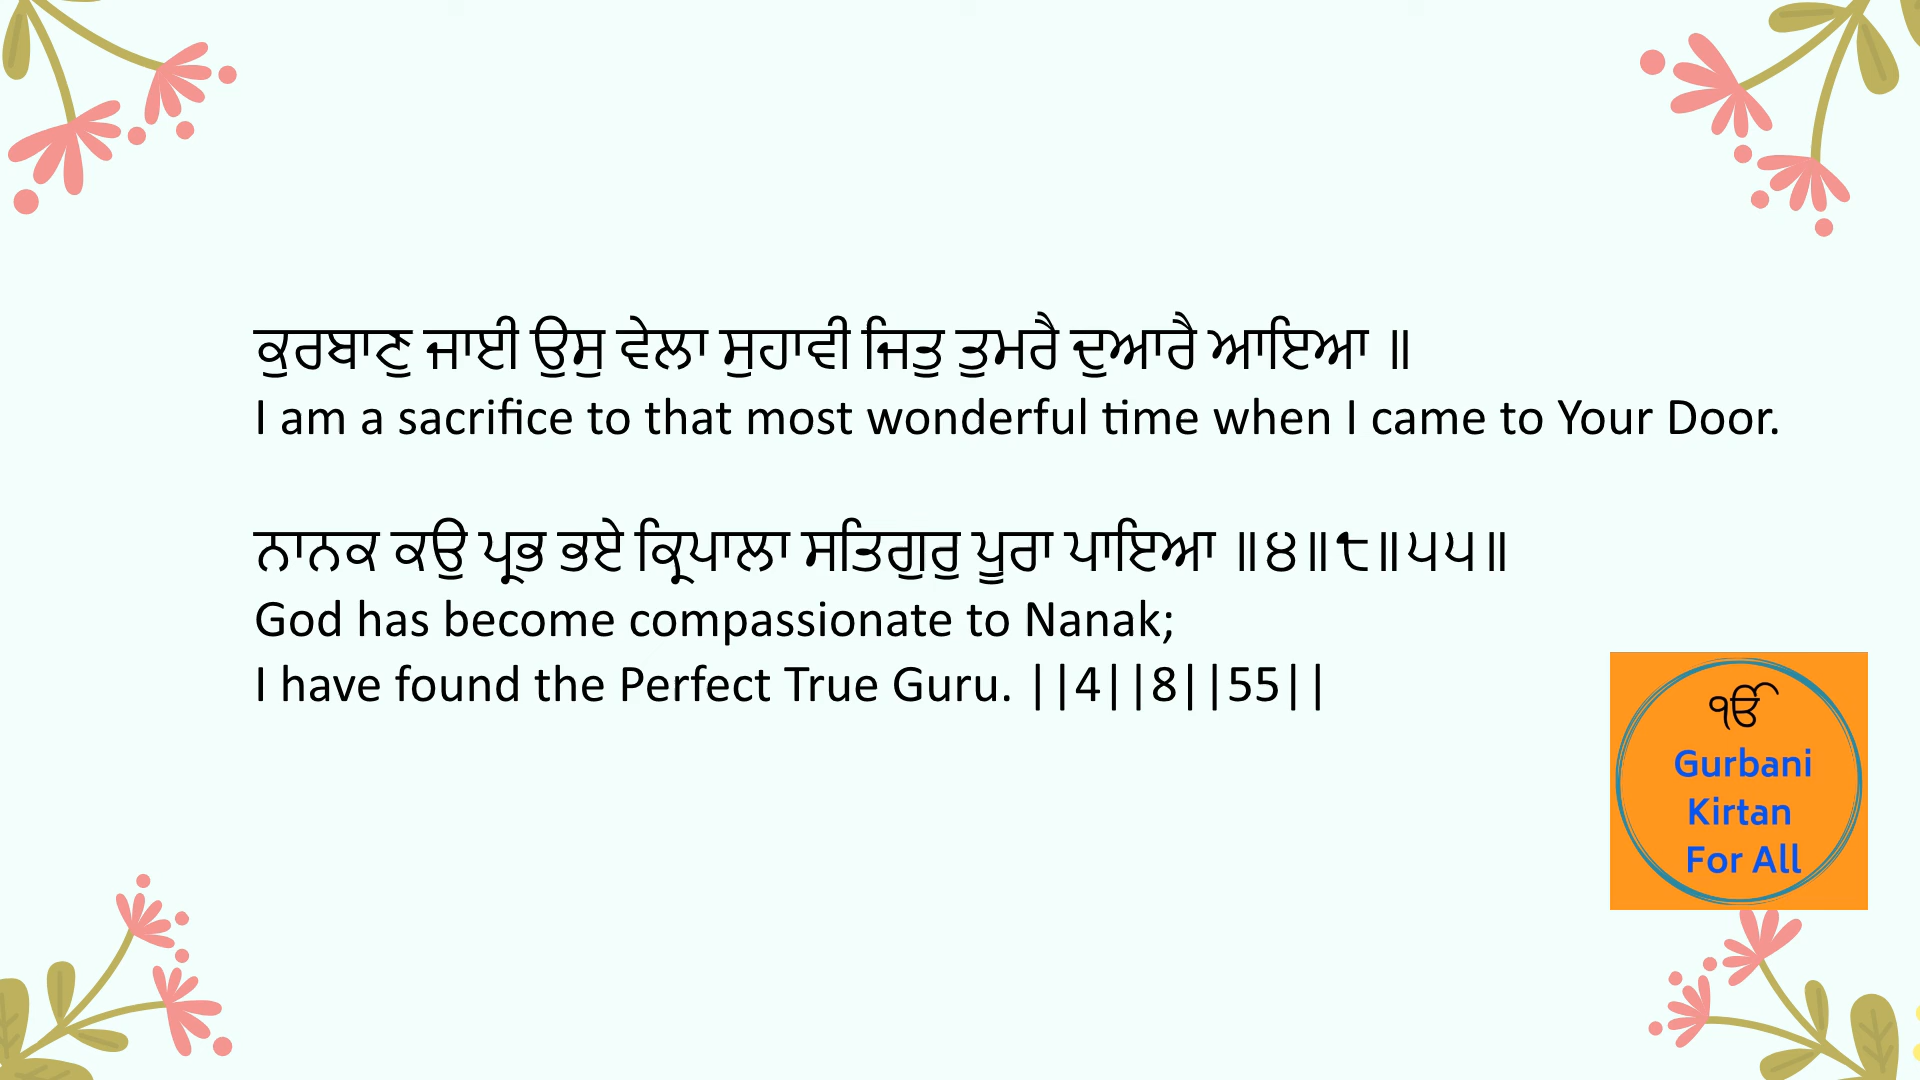 ਕੁਰਬਾਣੁ ਜਾਈ ਉਸੁ ਵੇਲਾ ਸੁਹਾਵੀ ਜਿਤੁ ਤੁਮਰੈ ਦੁਆਰੈ ਆਇਆ ॥
I am a sacrifice to that most wonderful time when I came to Your Door.
ਨਾਨਕ ਕਉ ਪ੍ਰਭ ਭਏ ਕ੍ਰਿਪਾਲਾ ਸਤਿਗੁਰੁ ਪੂਰਾ ਪਾਇਆ ॥੪॥੮॥੫੫॥
God has become compassionate to Nanak;
I have found the Perfect True Guru. ||4||8||55||
ੴ
Gurbani
Kirtan
For All